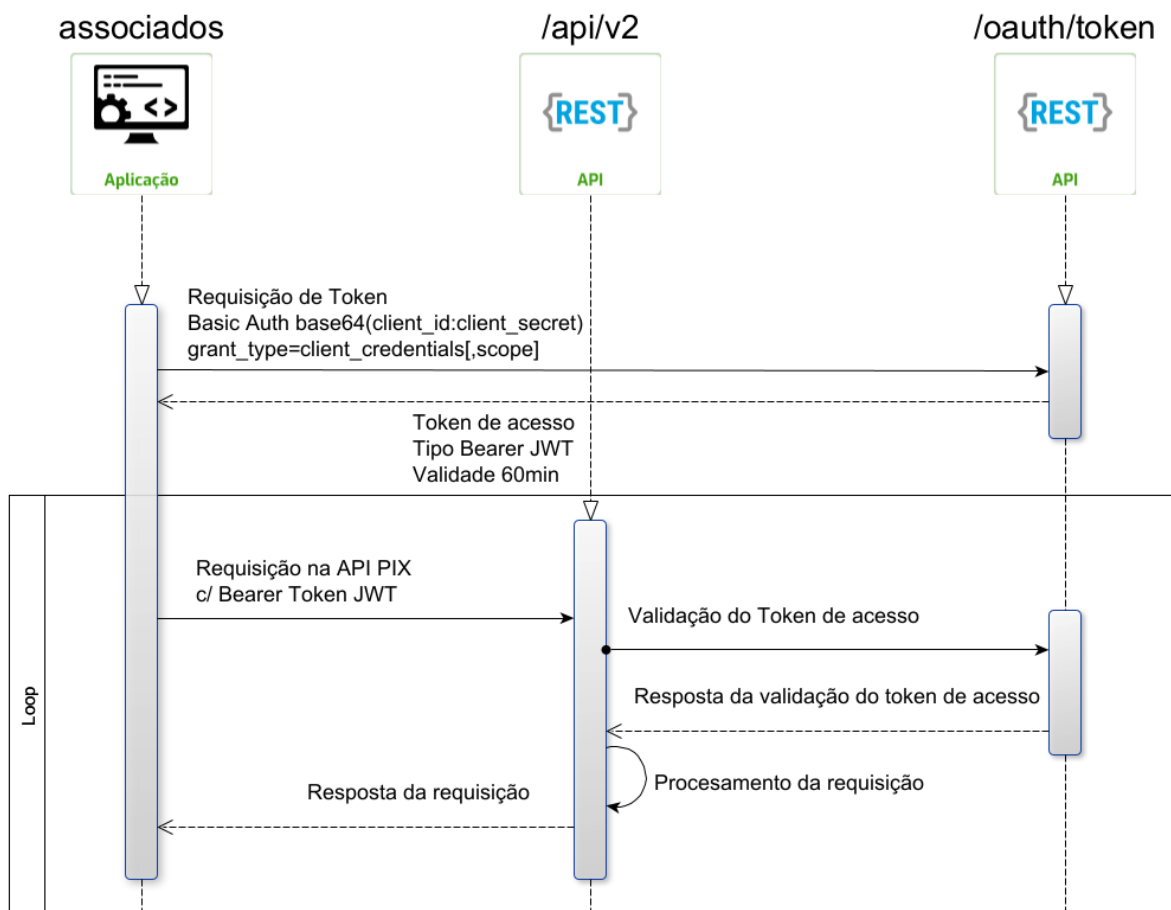 associados
/api/v2
/oauth/token
{REST}
{REST}
Aplicação
API
API
Requisição de Token
Basic Auth base64(client_id:client_secret)
grant_type=client_credentials[,scope]
Token de acesso
Tipo Bearer JWT
Validade 60min
Loop
Requisição na API PIX
c/ Bearer Token JWT
Validação do Token de acesso
Resposta da validação do token de acesso
Procesamento da requisição
Resposta da requisição